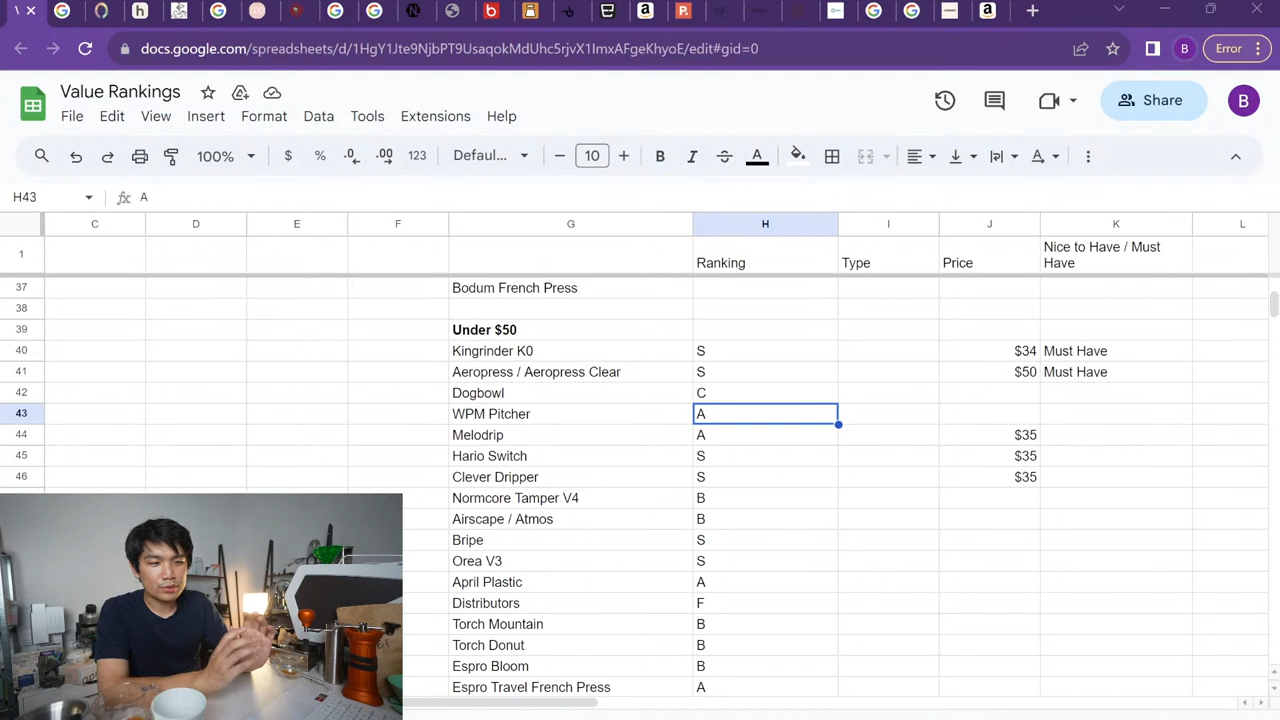 docs.google.com/spreadsheets/d/1HgY1Jte9NjbPT9UsaqokMdUhc5rjvX1ImxAFgeKhyoE/edit#gid=0
B
Error
Value Rankings
File Edit View Insert Format Data Tools Extensions Help
Share
B
100% $ % .0 .00 123 Defaul... 10 B I A
H43 fx A
C D E F G H I J K L
1 Ranking Type Price Nice to Have / Must
Have
37 Bodum French Press
38
39 Under $50
40 Kingrinder K0 S $34 Must Have
41 Aeropress / Aeropress Clear S $50 Must Have
42 Dogbowl C
43 WPM Pitcher A
44 Melodrip A $35
45 Hario Switch S $35
46 Clever Dripper S $35
Normcore Tamper V4 B
Airscape / Atmos B
Bripe S
Orea V3 S
April Plastic A
Distributors F
Torch Mountain B
Torch Donut B
Espro Bloom B
Espro Travel French Press A